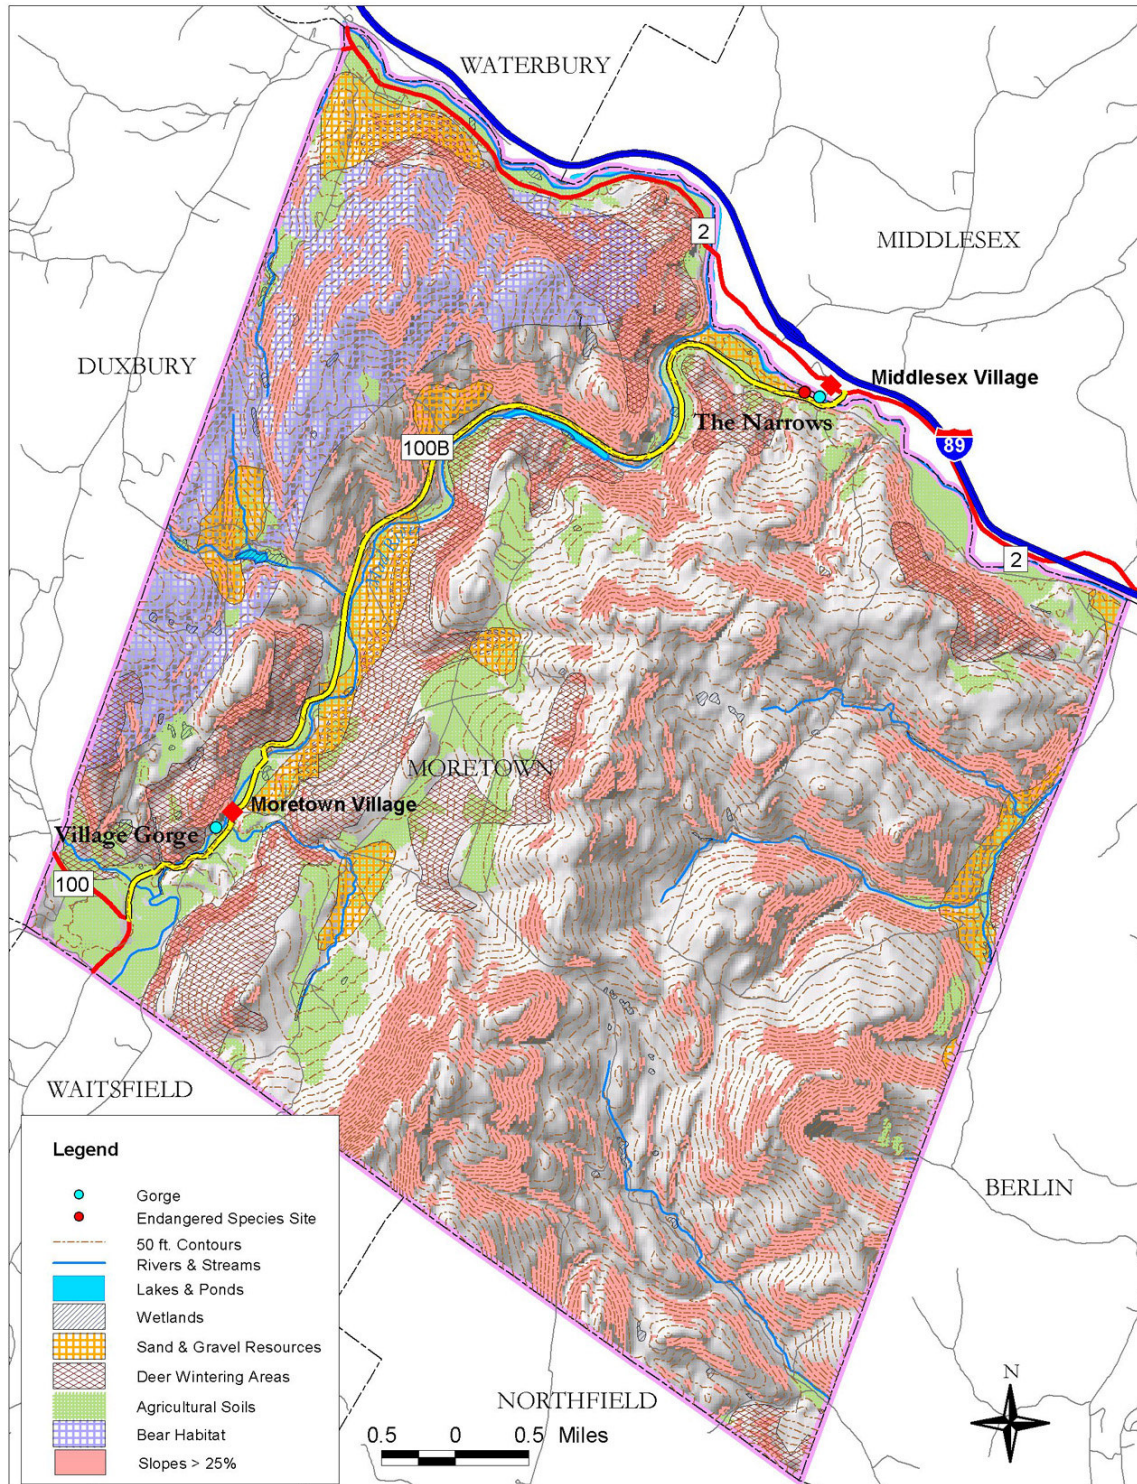 WATERBURY
MIDDLESEX
2
DUXBURY
Middlesex Village
The Narrows
100B
89
2
MORETOWN
Moretown Village
Village Gorge
100
WAITSFIELD
BERLIN
NORTHFIELD
N
0.5 0 0.5 Miles
Legend
Gorge
Endangered Species Site
50 ft. Contours
Rivers & Streams
Lakes & Ponds
Wetlands
Sand & Gravel Resources
Deer Wintering Areas
Agricultural Soils
Bear Habitat
Slopes > 25%